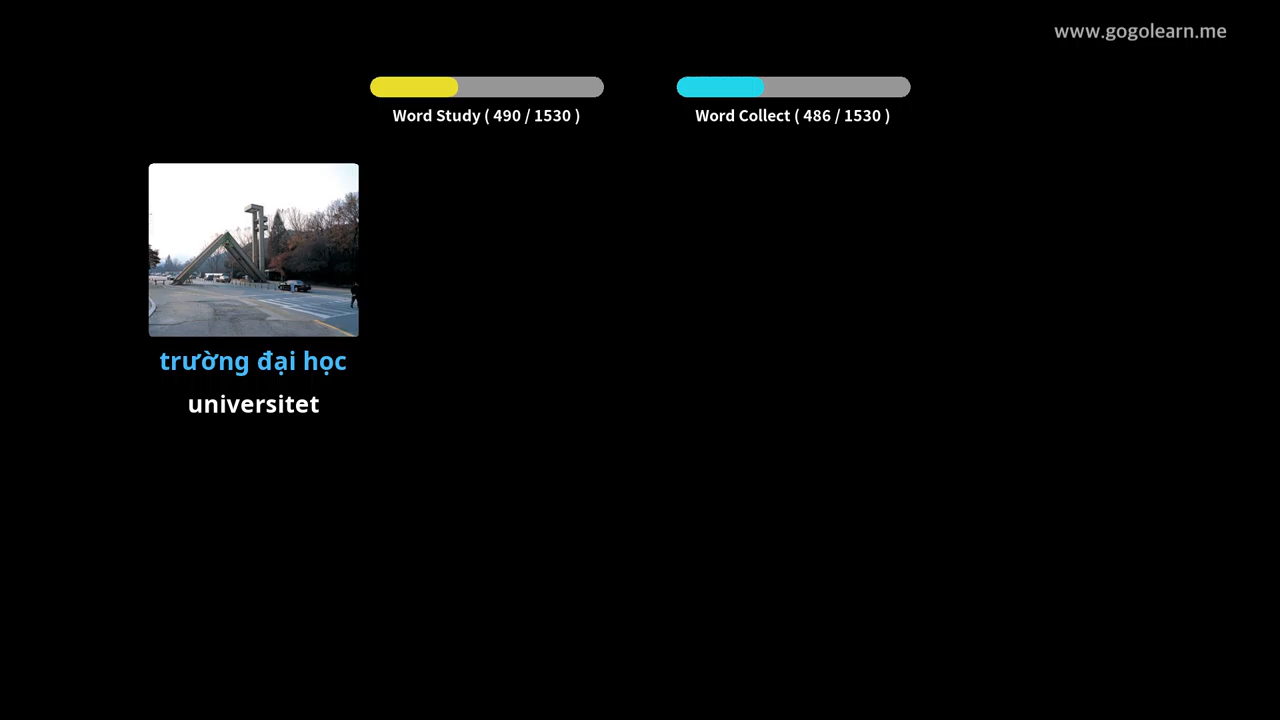 www.gogolearn.me
Word Study ( 490 / 1530 )
Word Collect ( 486 / 1530 )
trường đại học
universitet